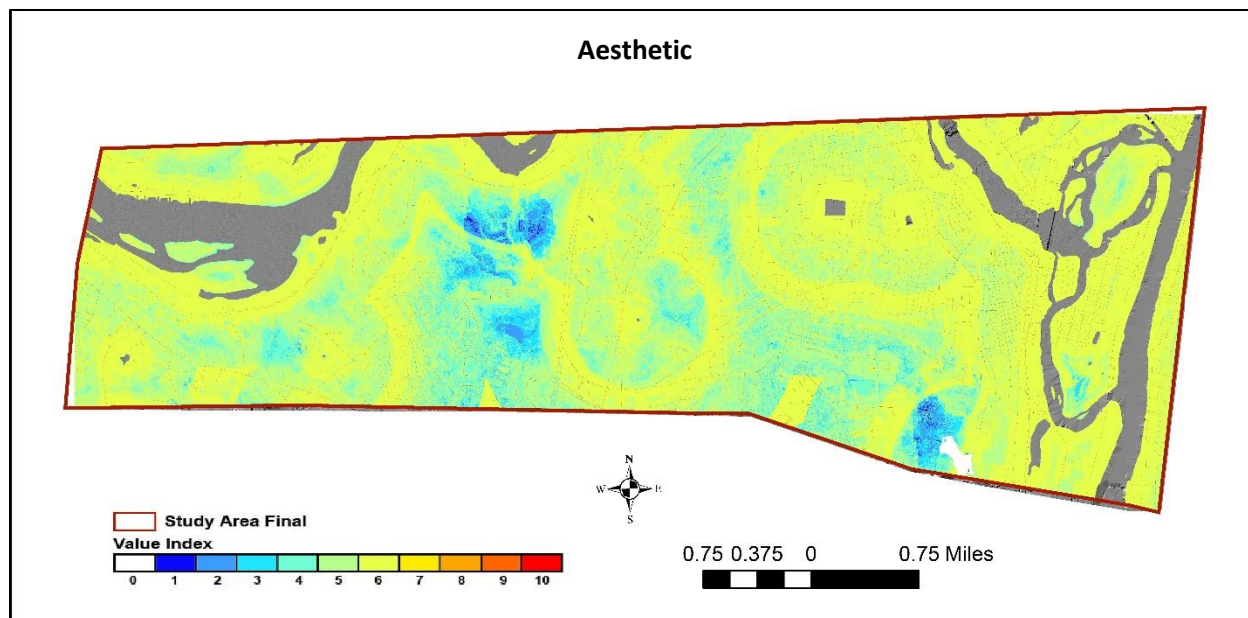 Aesthetic
N
W E
S
Study Area Final
Value Index
0 1 2 3 4 5 6 7 8 9 10
0.75 0.375 0 0.75 Miles